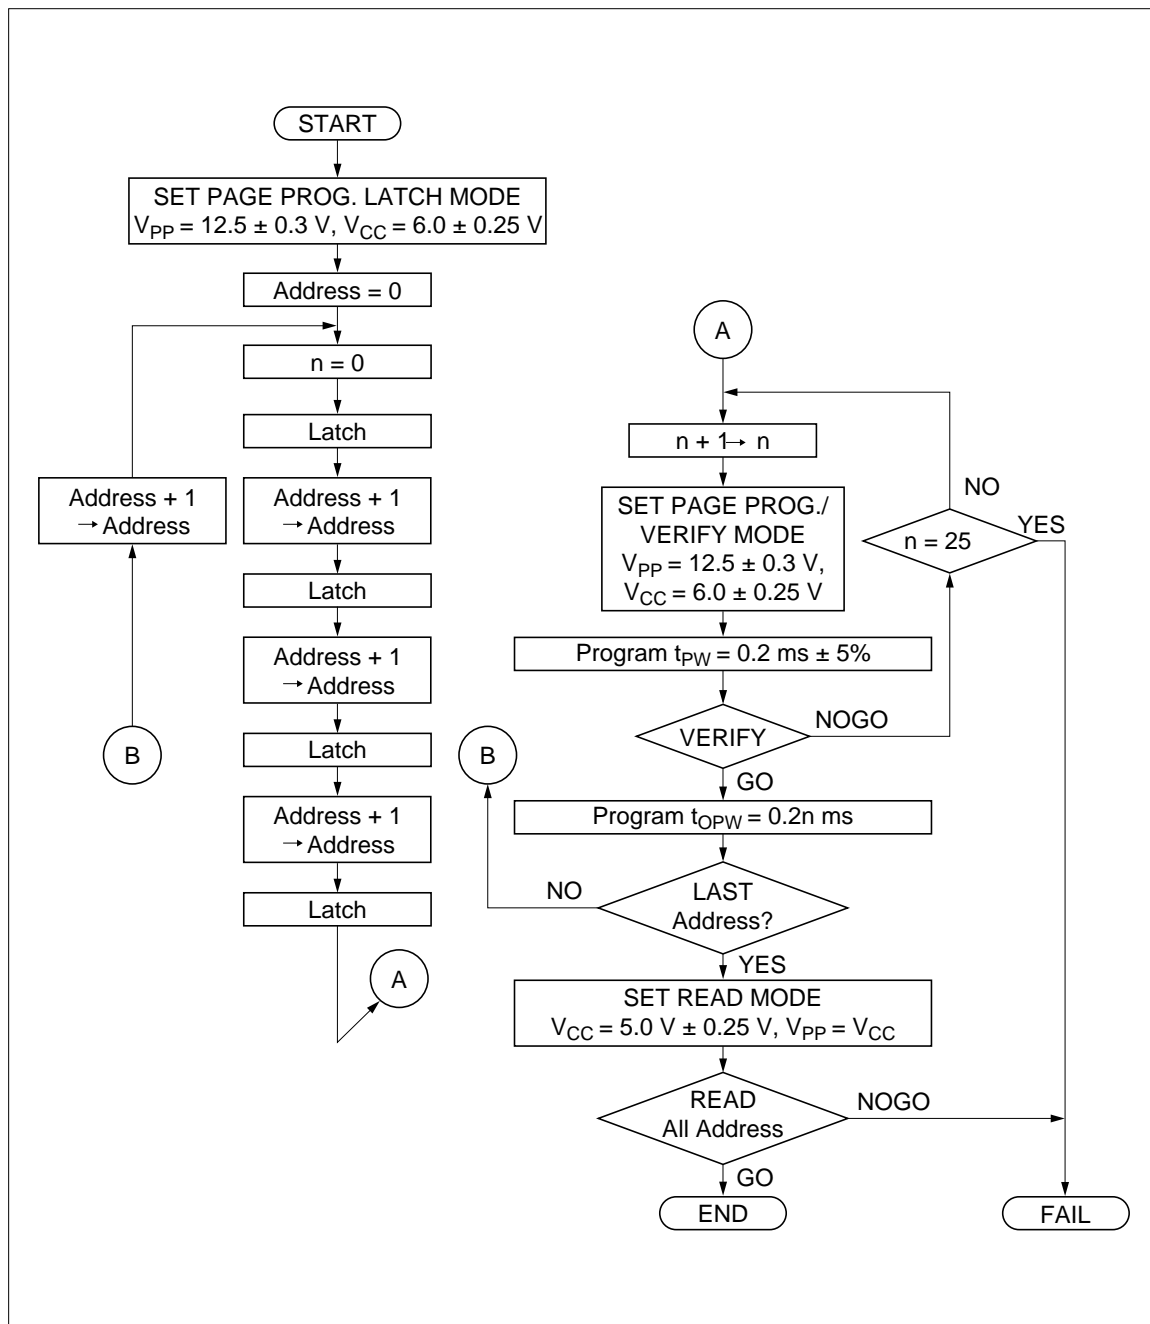 START
SET PAGE PROG. LATCH MODE
VPP = 12.5 ± 0.3 V, VCC = 6.0 ± 0.25 V
Address = 0
n = 0
Latch
Address + 1
→ Address
Latch
Address + 1
→ Address
Latch
Address + 1
→ Address
Latch
A
Address + 1
→ Address
B
A
n + 1 → n
SET PAGE PROG./
VERIFY MODE
VPP = 12.5 ± 0.3 V,
VCC = 6.0 ± 0.25 V
Program tPW = 0.2 ms ± 5%
VERIFY
NOGO
GO
n = 25
NO
YES
Program tOPW = 0.2n ms
LAST
Address?
NO
B
YES
SET READ MODE
VCC = 5.0 V ± 0.25 V, VPP = VCC
READ
All Address
NOGO
GO
END
FAIL